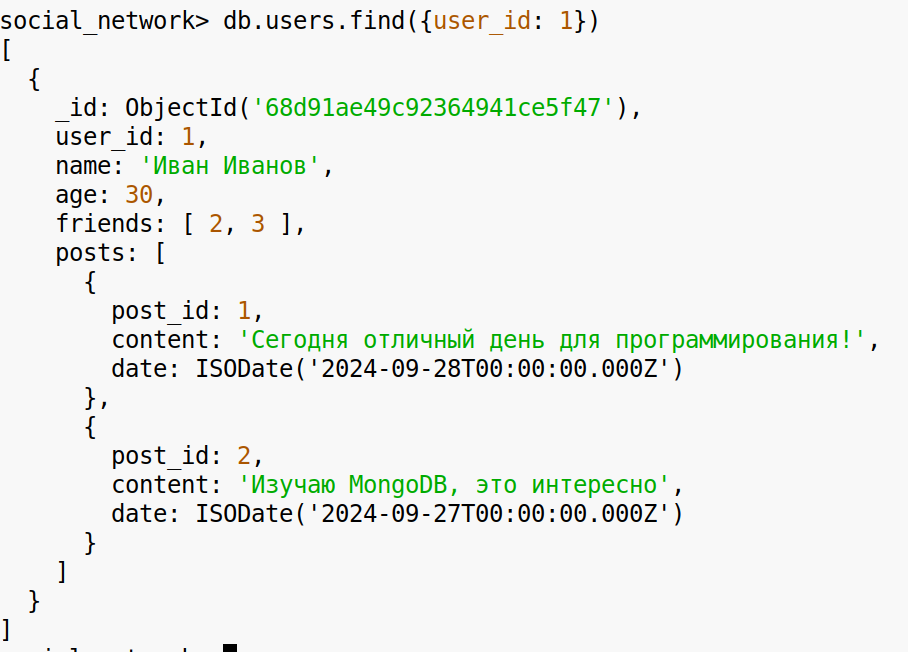 social_network> db.users.find({user_id: 1})
[
  {
    _id: ObjectId('68d91ae49c92364941ce5f47'),
    user_id: 1,
    name: 'Иван Иванов',
    age: 30,
    friends: [ 2, 3 ],
    posts: [
      {
        post_id: 1,
        content: 'Сегодня отличный день для программирования!',
        date: ISODate('2024-09-28T00:00:00.000Z')
      },
      {
        post_id: 2,
        content: 'Изучаю MongoDB, это интересно',
        date: ISODate('2024-09-27T00:00:00.000Z')
      }
    ]
  }
]